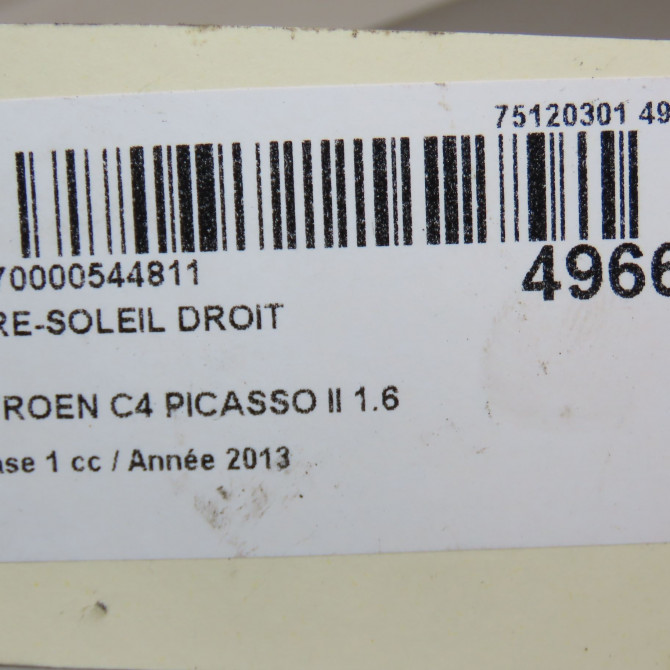 75120301 49
70000544811
4966
RE-SOLEIL DROIT
ROEN C4 PICASSO II 1.6
ase 1 cc / Année 2013